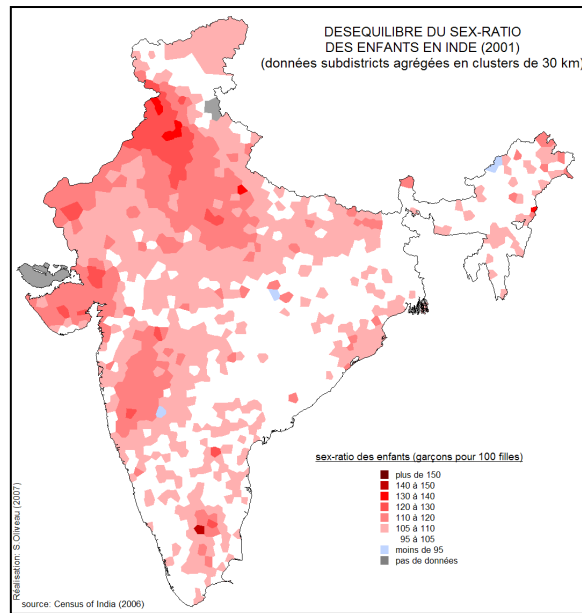 DESEQUILIBRE DU SEX-RATIO
DES ENFANTS EN INDE (2001)
(données subdistricts agrégées en clusters de 30 km)
sex-ratio des enfants (garçons pour 100 filles)
plus de 150
140 à 150
130 à 140
120 à 130
110 à 120
105 à 110
95 à 105
moins de 95
pas de données
Réalisation: S.Oliveau (2007)
source: Census of India (2006)